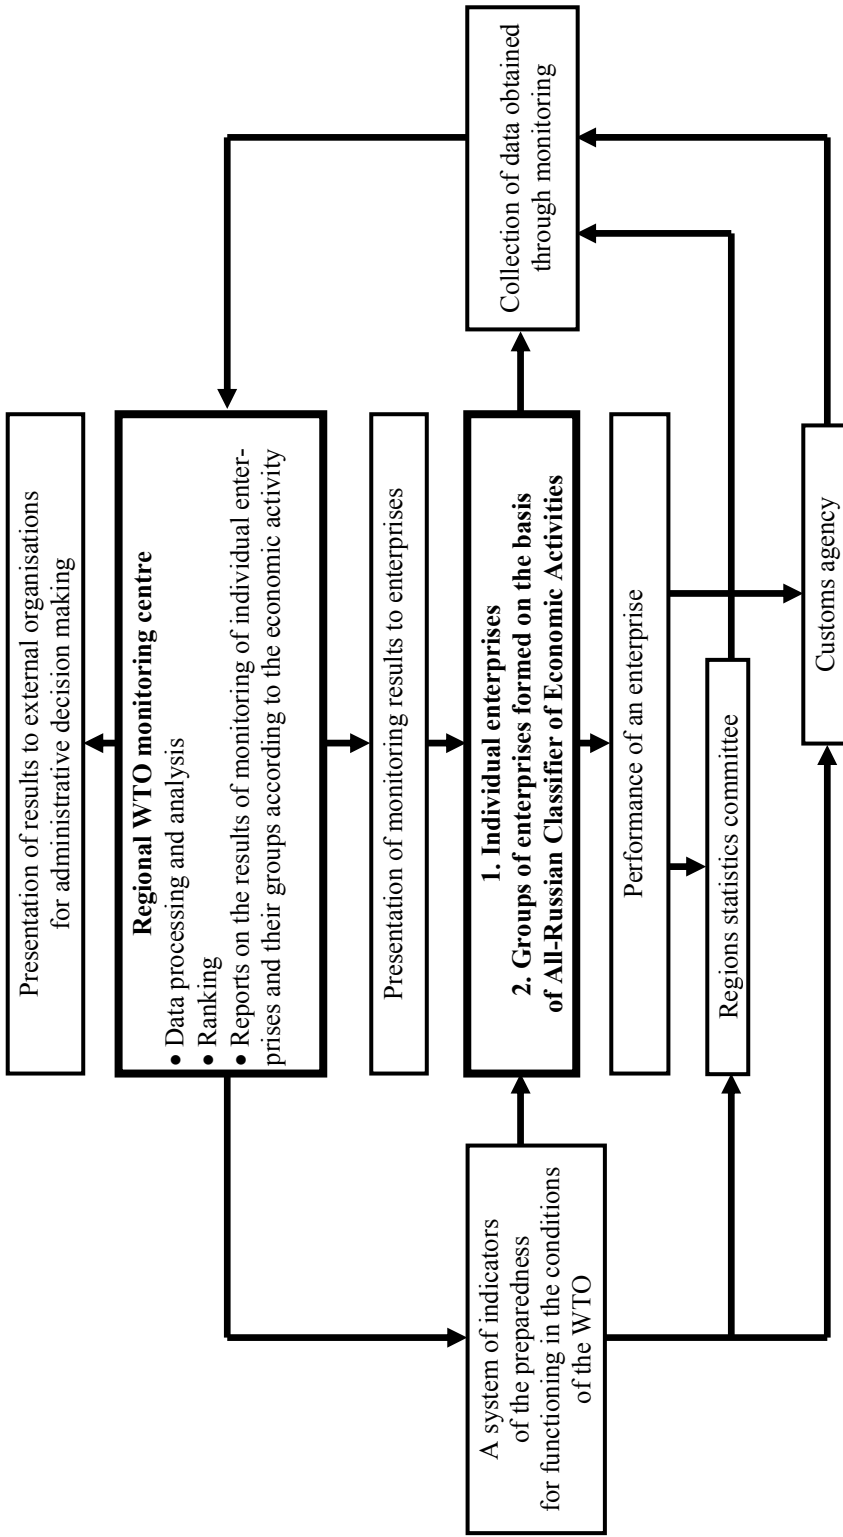 Presentation of results to external organisations
for administrative decision making
Regional WTO monitoring centre
• Data processing and analysis
• Ranking
• Reports on the results of monitoring of individual enter-
prises and their groups according to the economic activity
Presentation of monitoring results to enterprises
A system of indicators
of the preparedness
for functioning in the conditions
of the WTO
1. Individual enterprises
2. Groups of enterprises formed on the basis
of All-Russian Classifier of Economic Activities
Collection of data obtained
through monitoring
Performance of an enterprise
Regions statistics committee
Customs agency